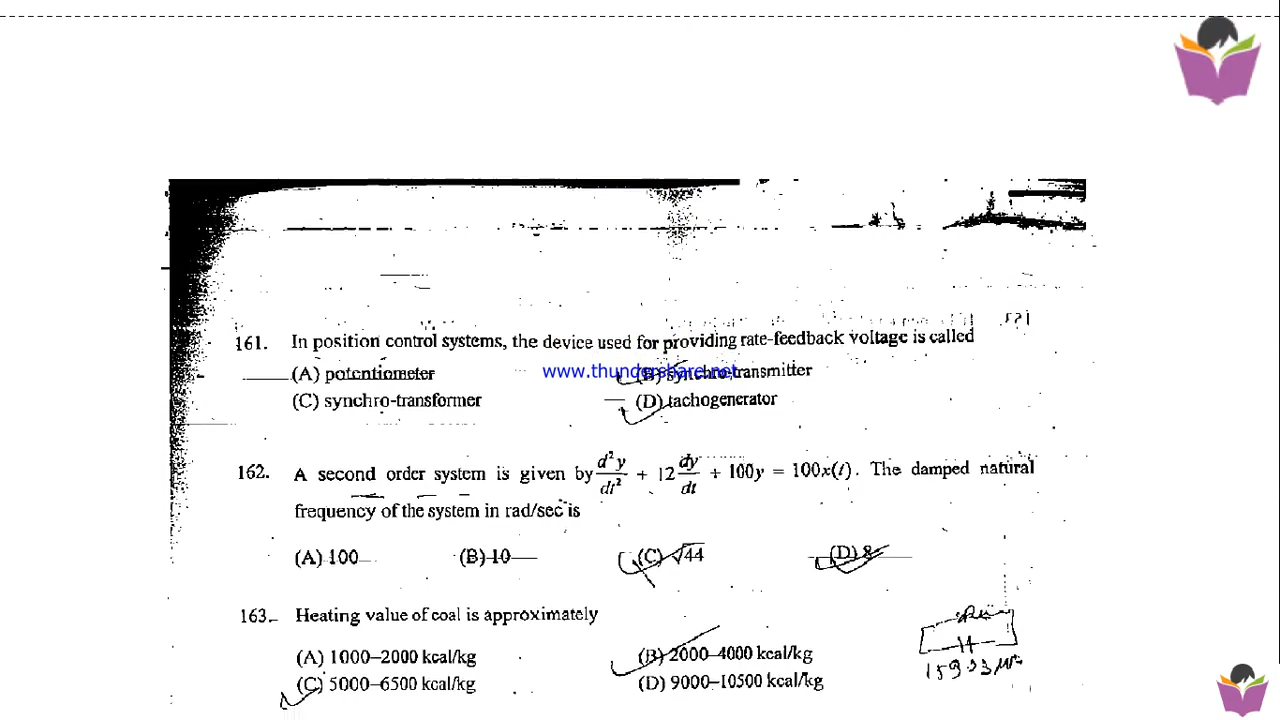 161. In position control systems, the device used for providing rate-feedback voltage is called
(A) potentiometer (B) synchro-transmitter
www.thundershare.net
(C) synchro-transformer (D) tachogenerator
162. A second order system is given by d²y/dt² + 12 dy/dt + 100y = 100x(t). The damped natural
frequency of the system in rad/sec is
(A) 100 (B) 10 (C) √44 (D) 8
163. Heating value of coal is approximately
(A) 1000–2000 kcal/kg (B) 2000–4000 kcal/kg
(C) 5000–6500 kcal/kg (D) 9000–10500 kcal/kg